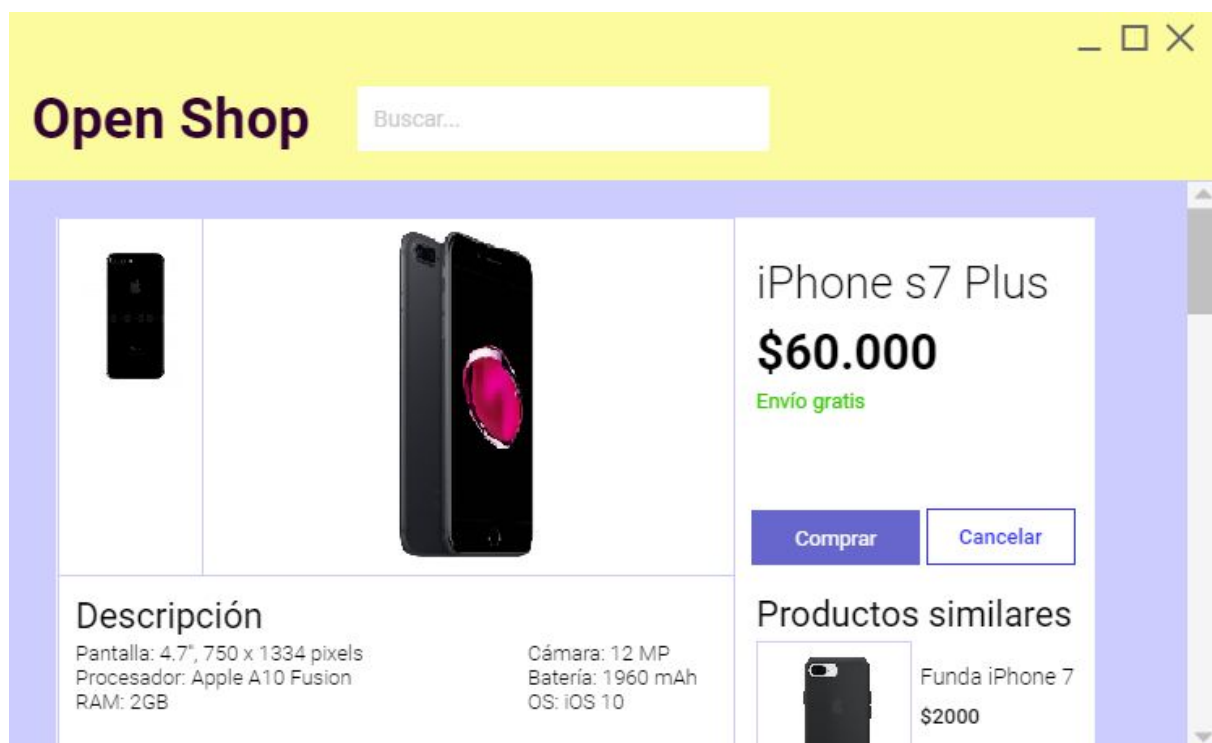 Open Shop
Buscar...
iPhone s7 Plus
$60.000
Envío gratis
Comprar
Cancelar
Descripción
Pantalla: 4.7", 750 x 1334 pixels
Procesador: Apple A10 Fusion
RAM: 2GB
Cámara: 12 MP
Batería: 1960 mAh
OS: iOS 10
Productos similares
Funda iPhone 7
$2000